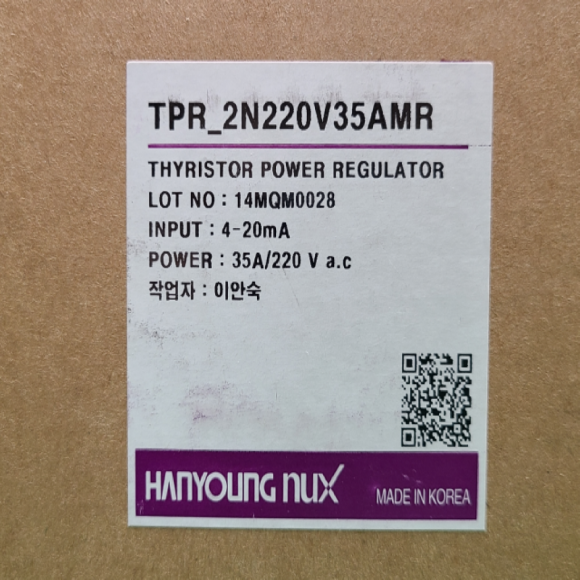 TPR_2N220V35AMR
THYRISTOR POWER REGULATOR
LOT NO : 14MQM0028
INPUT : 4-20mA
POWER : 35A/220 V a.c
작업자 : 이안숙
HANYOUNG NUX
MADE IN KOREA